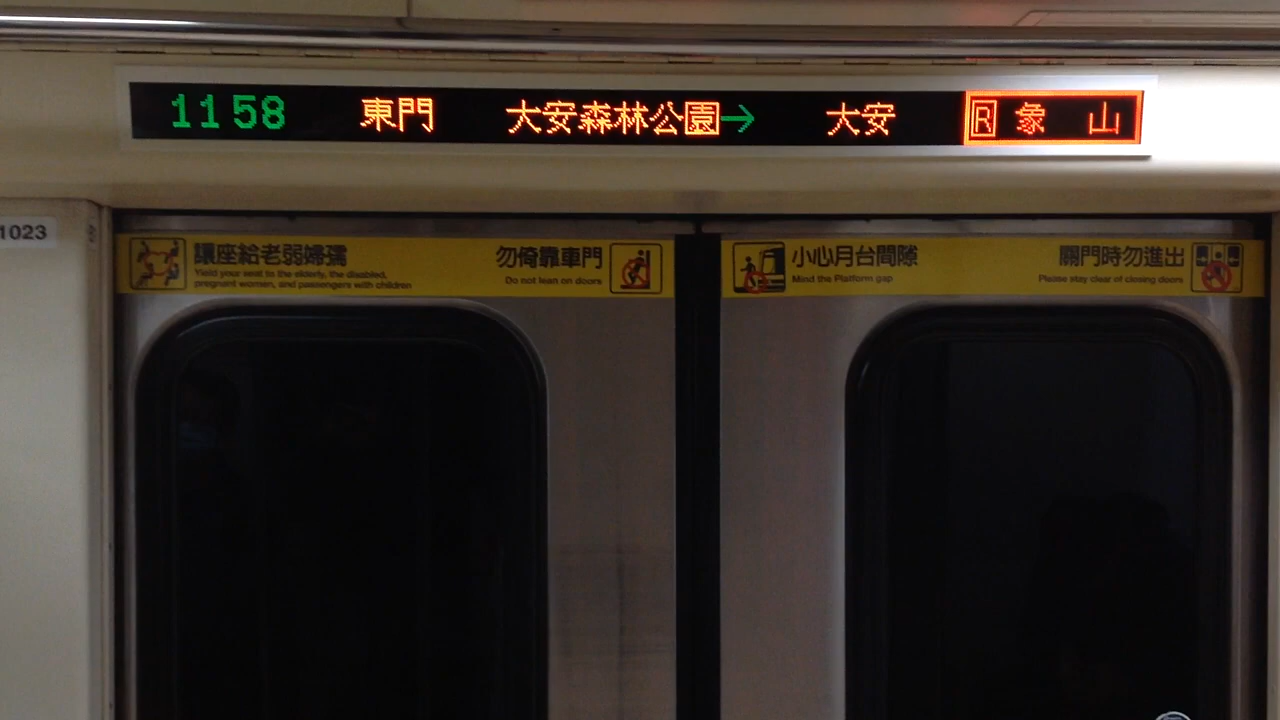 11 58 東門 大安森林公園→ 大安 R 象 山
1023
讓座給老弱婦孺
Yield your seat to the elderly, the disabled,
pregnant women, and passengers with children
勿倚靠車門
Do not lean on doors
小心月台間隙
Mind the Platform gap
關門時勿進出
Please stay clear of closing doors